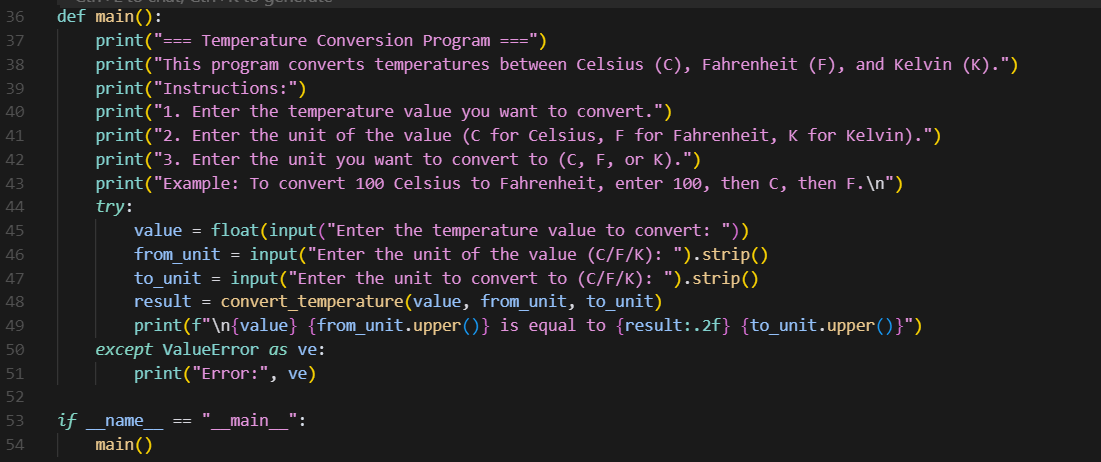 36 def main():
37     print("=== Temperature Conversion Program ===")
38     print("This program converts temperatures between Celsius (C), Fahrenheit (F), and Kelvin (K).")
39     print("Instructions:")
40     print("1. Enter the temperature value you want to convert.")
41     print("2. Enter the unit of the value (C for Celsius, F for Fahrenheit, K for Kelvin).")
42     print("3. Enter the unit you want to convert to (C, F, or K).")
43     print("Example: To convert 100 Celsius to Fahrenheit, enter 100, then C, then F.\n")
44     try:
45         value = float(input("Enter the temperature value to convert: "))
46         from_unit = input("Enter the unit of the value (C/F/K): ").strip()
47         to_unit = input("Enter the unit to convert to (C/F/K): ").strip()
48         result = convert_temperature(value, from_unit, to_unit)
49         print(f"\n{value} {from_unit.upper()} is equal to {result:.2f} {to_unit.upper()}")
50     except ValueError as ve:
51         print("Error:", ve)
52
53 if __name__ == "__main__":
54     main()